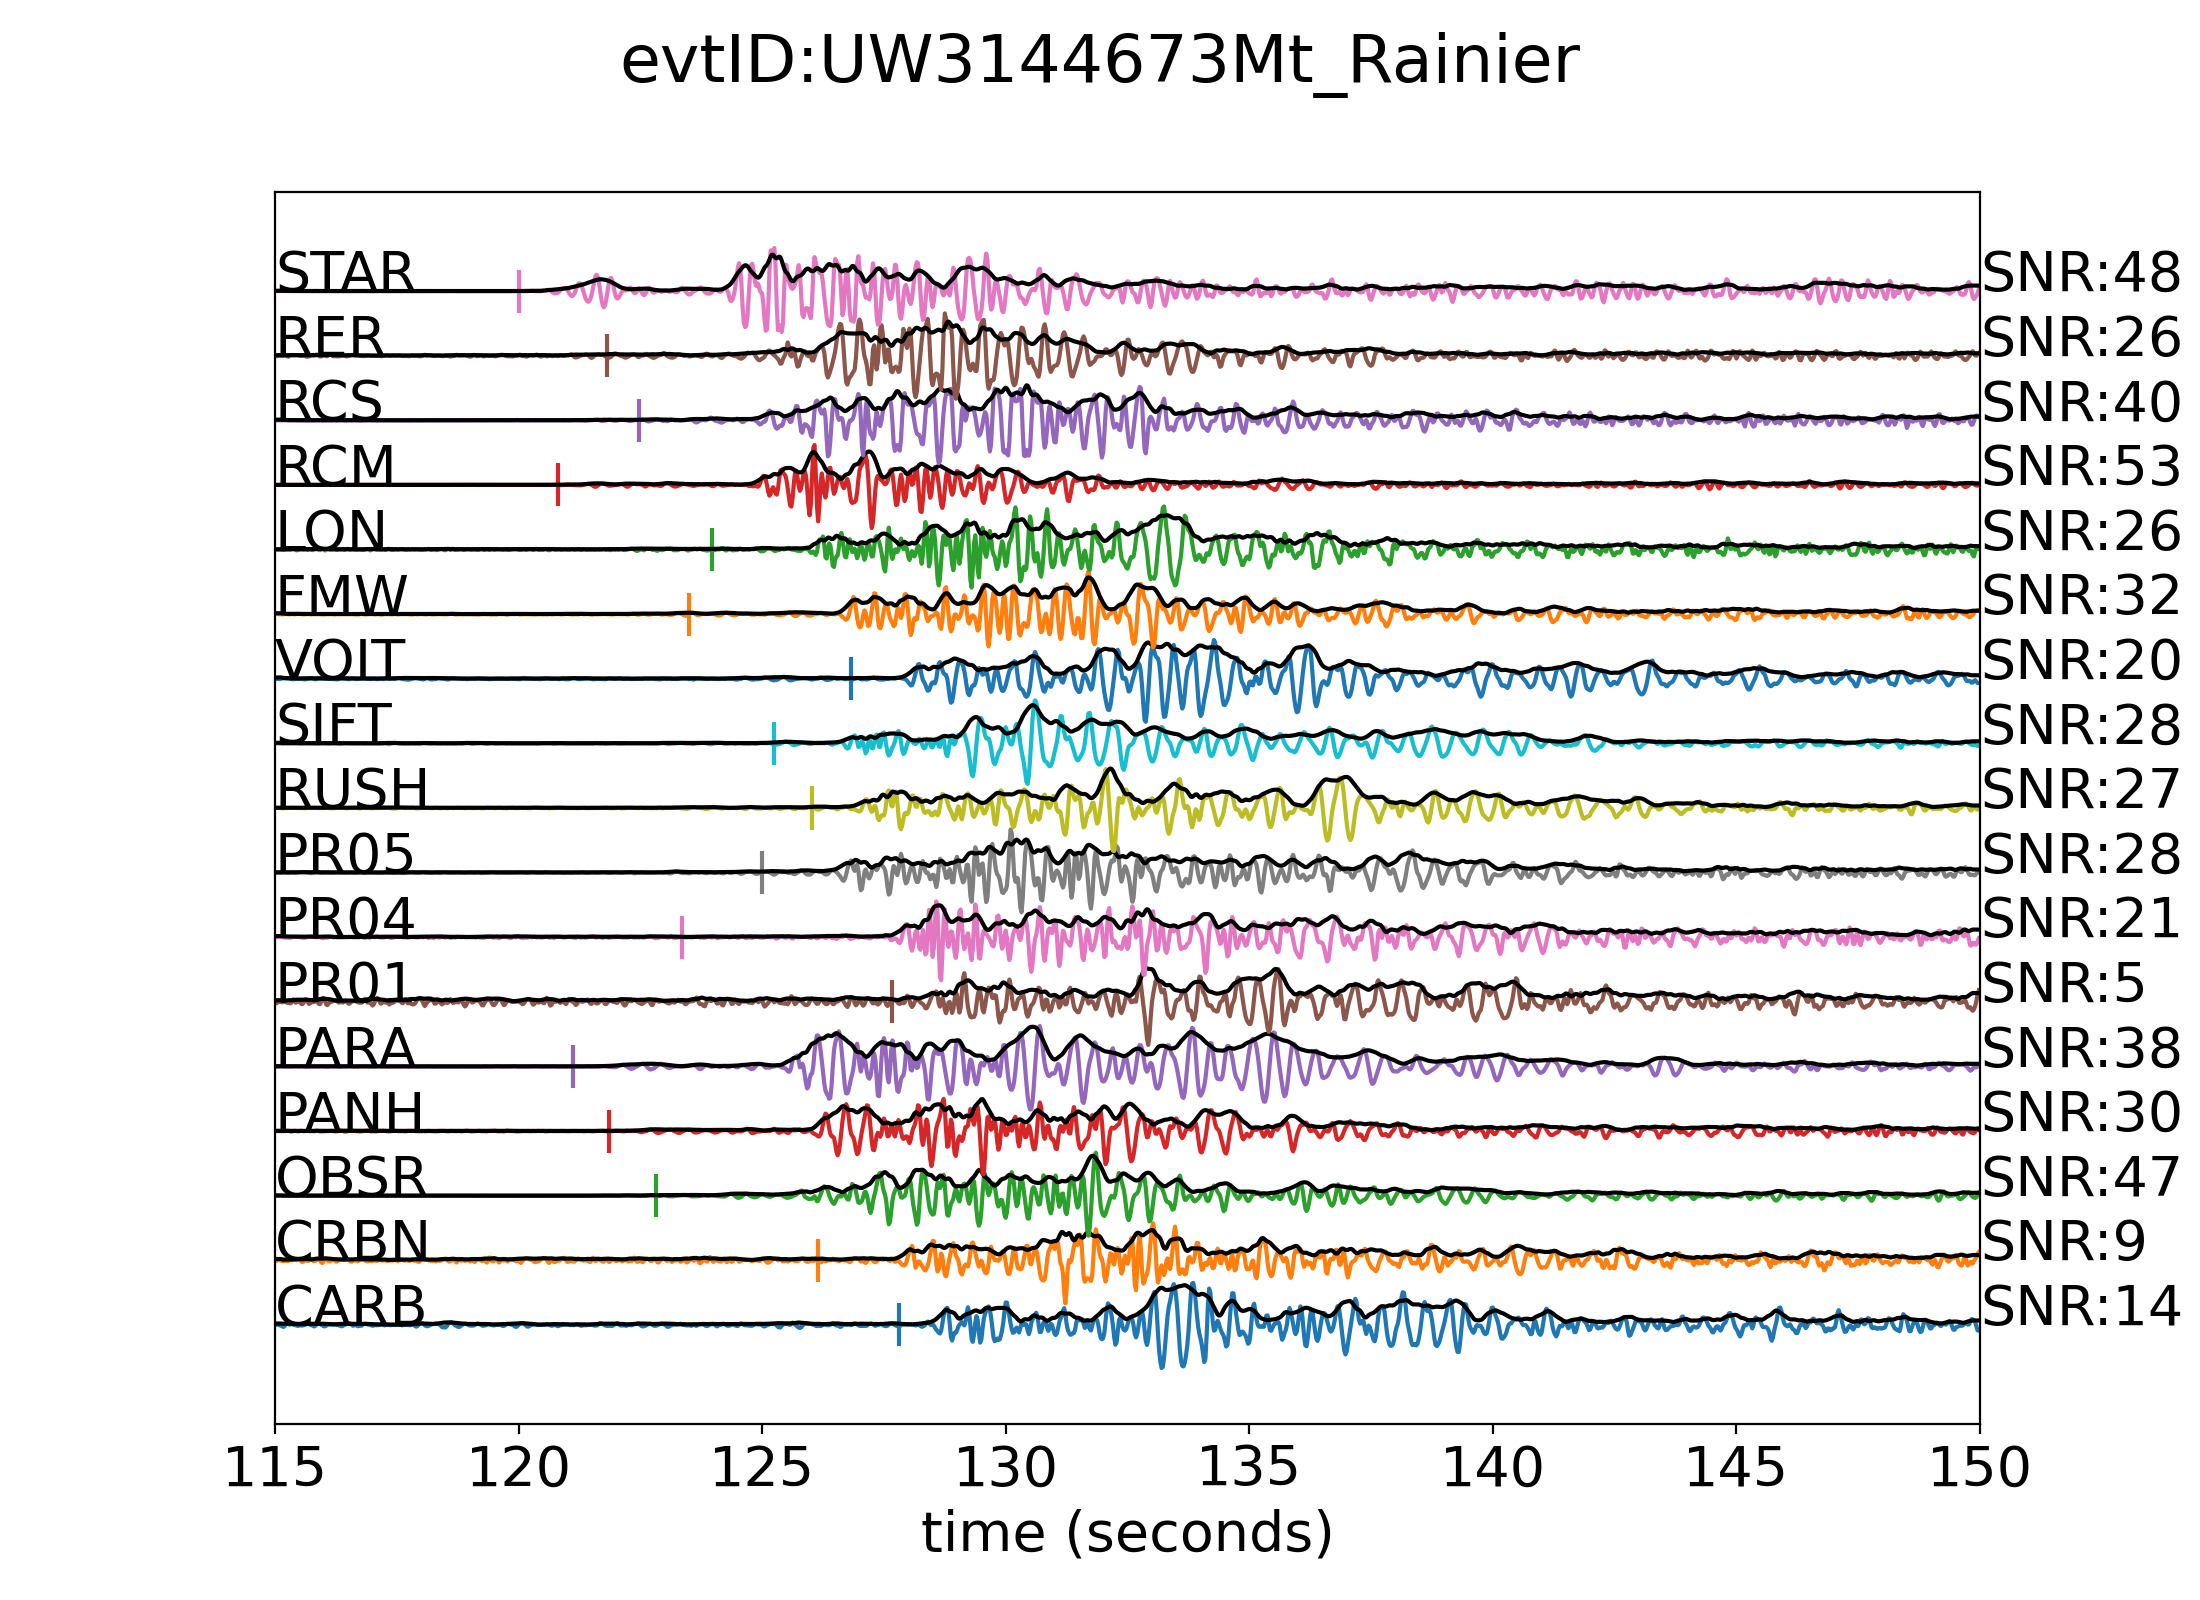 evtID:UW3144673Mt_Rainier
STAR SNR:48
RER SNR:26
RCS SNR:40
RCM SNR:53
LON SNR:26
FMW SNR:32
VOIT SNR:20
SIFT SNR:28
RUSH SNR:27
PR05 SNR:28
PR04 SNR:21
PR01 SNR:5
PARA SNR:38
PANH SNR:30
OBSR SNR:47
CRBN SNR:9
CARB SNR:14
115 120 125 130 135 140 145 150
time (seconds)